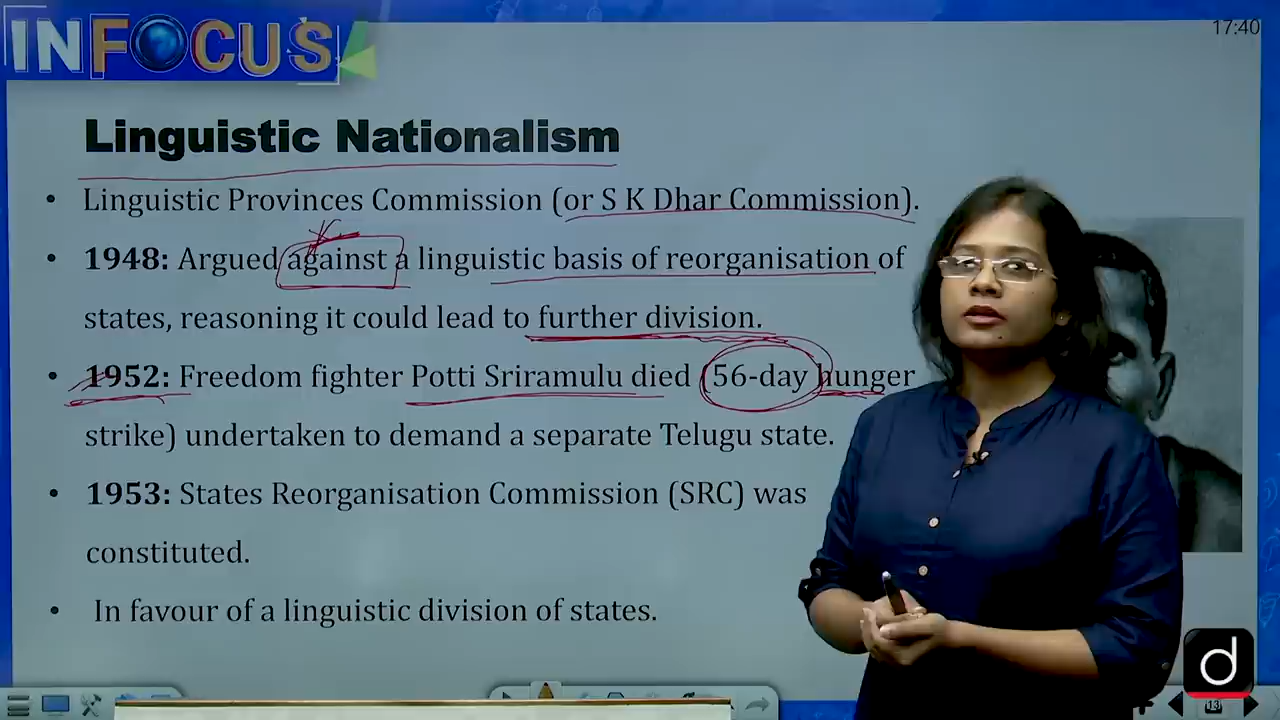 INFOCUS
17:40
Linguistic Nationalism
• Linguistic Provinces Commission (or S K Dhar Commission).
• 1948: Argued against a linguistic basis of reorganisation of
states, reasoning it could lead to further division.
• 1952: Freedom fighter Potti Sriramulu died (56-day hunger
strike) undertaken to demand a separate Telugu state.
• 1953: States Reorganisation Commission (SRC) was
constituted.
• In favour of a linguistic division of states.
d
13